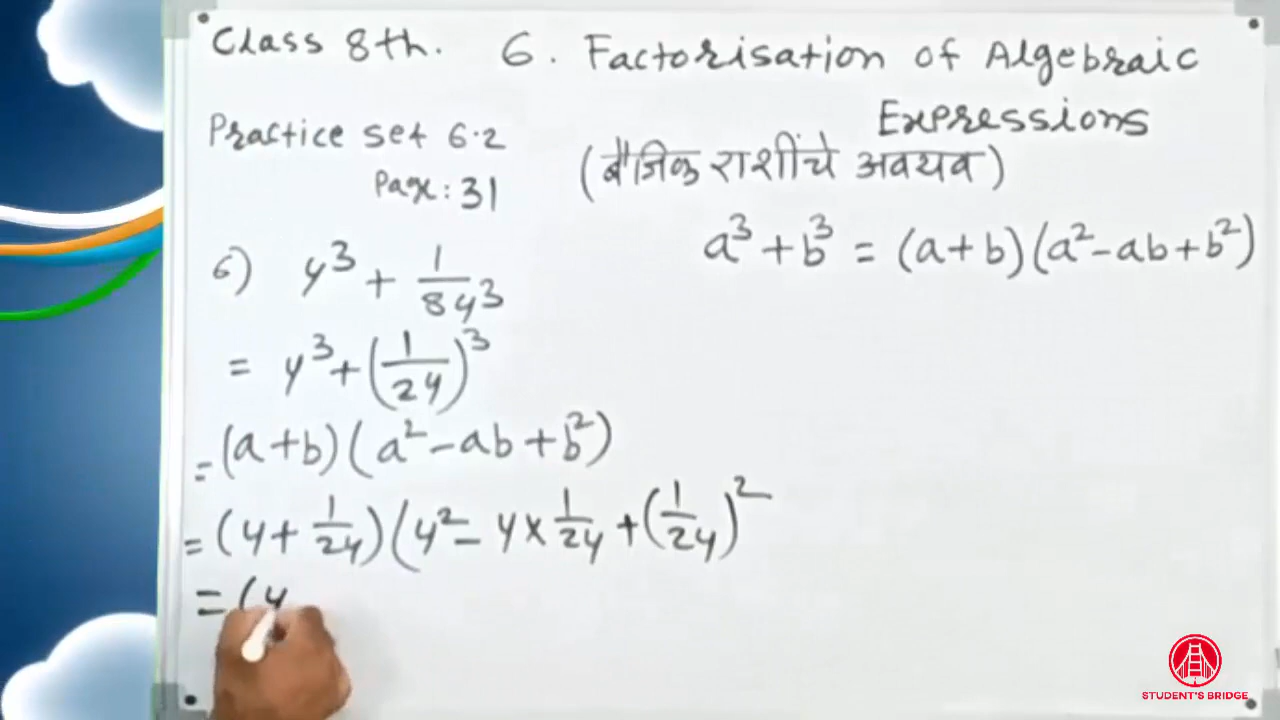 Class 8th. 6. Factorisation of Algebraic
Expressions
Practice set 6.2
(बैजिक राशींचे अवयव)
Page: 31
a³ + b³ = (a+b)(a²-ab+b²)
6) y³ + 1/8y³
= y³ + (1/2y)³
= (a+b)(a²-ab+b²)
= (y + 1/2y)(y² - y × 1/2y + (1/2y)²
= (y
STUDENT'S BRIDGE